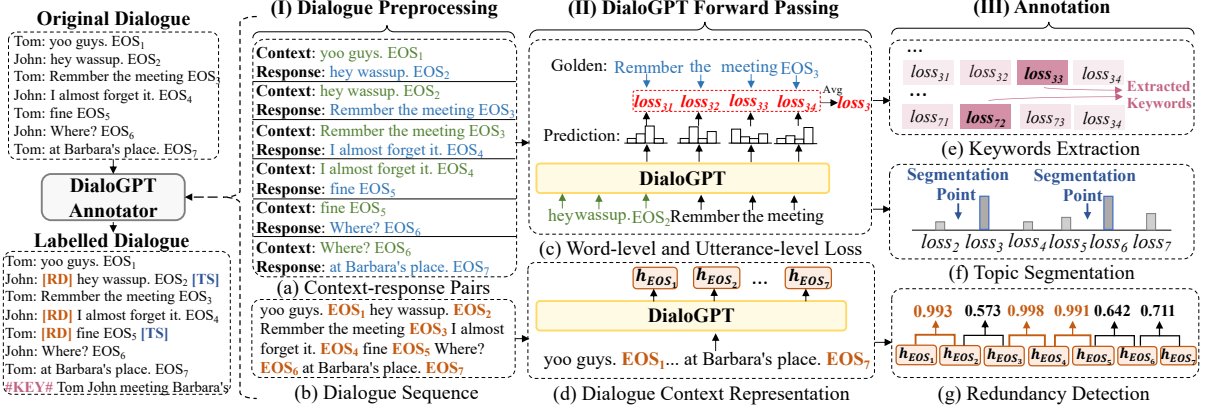 Original Dialogue
Tom: yoo guys. EOS1
John: hey wassup. EOS2
Tom: Remmber the meeting EOS3
John: I almost forget it. EOS4
Tom: fine EOS5
John: Where? EOS6
Tom: at Barbara's place. EOS7
DialoGPT
Annotator
Labelled Dialogue
Tom: yoo guys. EOS1
John: [RD] hey wassup. EOS2 [TS]
Tom: Remmber the meeting EOS3
John: [RD] I almost forget it. EOS4
Tom: [RD] fine EOS5 [TS]
John: Where? EOS6
Tom: at Barbara's place. EOS7
#KEY# Tom John meeting Barbara's
(I) Dialogue Preprocessing
Context: yoo guys. EOS1
Response: hey wassup. EOS2
Context: hey wassup. EOS2
Response: Remmber the meeting EOS3
Context: Remmber the meeting EOS3
Response: I almost forget it. EOS4
Context: I almost forget it. EOS4
Response: fine EOS5
Context: fine EOS5
Response: Where? EOS6
Context: Where? EOS6
Response: at Barbara's place. EOS7
(a) Context-response Pairs
yoo guys. EOS1 hey wassup. EOS2
Remmber the meeting EOS3 I almost
forget it. EOS4 fine EOS5 Where?
EOS6 at Barbara's place. EOS7
(b) Dialogue Sequence
(II) DialoGPT Forward Passing
Golden: Remmber the meeting EOS3
loss31 loss32 loss33 loss34 Avg loss3
Prediction:
DialoGPT
hey wassup. EOS2 Remmber the meeting
(c) Word-level and Utterance-level Loss
hEOS1 hEOS2 ... hEOS7
DialoGPT
yoo guys. EOS1... at Barbara's place. EOS7
(d) Dialogue Context Representation
(III) Annotation
...
loss31 loss32 loss33 loss34
...
Extracted
Keywords
loss71 loss72 loss73 loss34
(e) Keywords Extraction
Segmentation
Point
Segmentation
Point
loss2 loss3 loss4 loss5 loss6 loss7
(f) Topic Segmentation
0.993 0.573 0.998 0.991 0.642 0.711
hEOS1 hEOS2 hEOS3 hEOS4 hEOS5 hEOS6 hEOS7
(g) Redundancy Detection